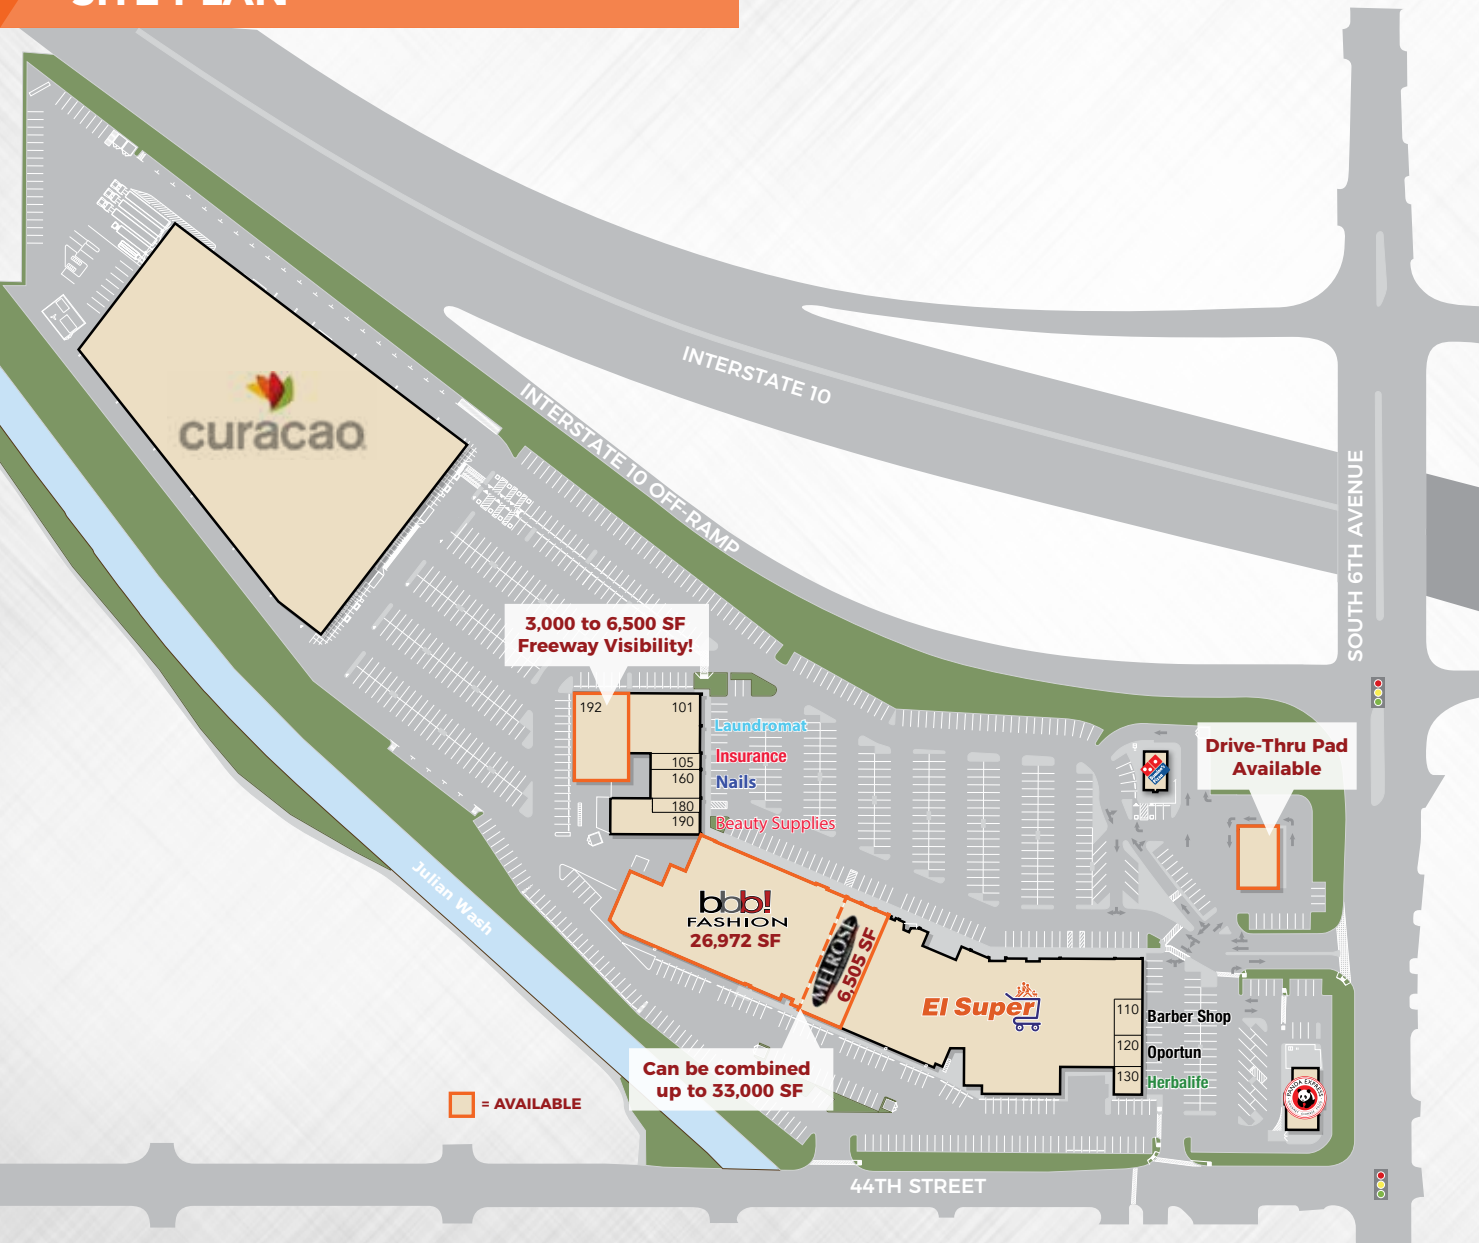 SITE PLAN
curacao
INTERSTATE 10
INTERSTATE 10 OFF-RAMP
SOUTH 6TH AVENUE
3,000 to 6,500 SF
Freeway Visibility!
192
101
105
160
180
190
Laundromat
Insurance
Nails
Beauty Supplies
Drive-Thru Pad
Available
Julian Wash
bbb!
FASHION
26,972 SF
MELROSE
6,505 SF
El Super
110
Barber Shop
120
Oportun
130
Herbalife
PANDA EXPRESS
Can be combined
up to 33,000 SF
= AVAILABLE
44TH STREET